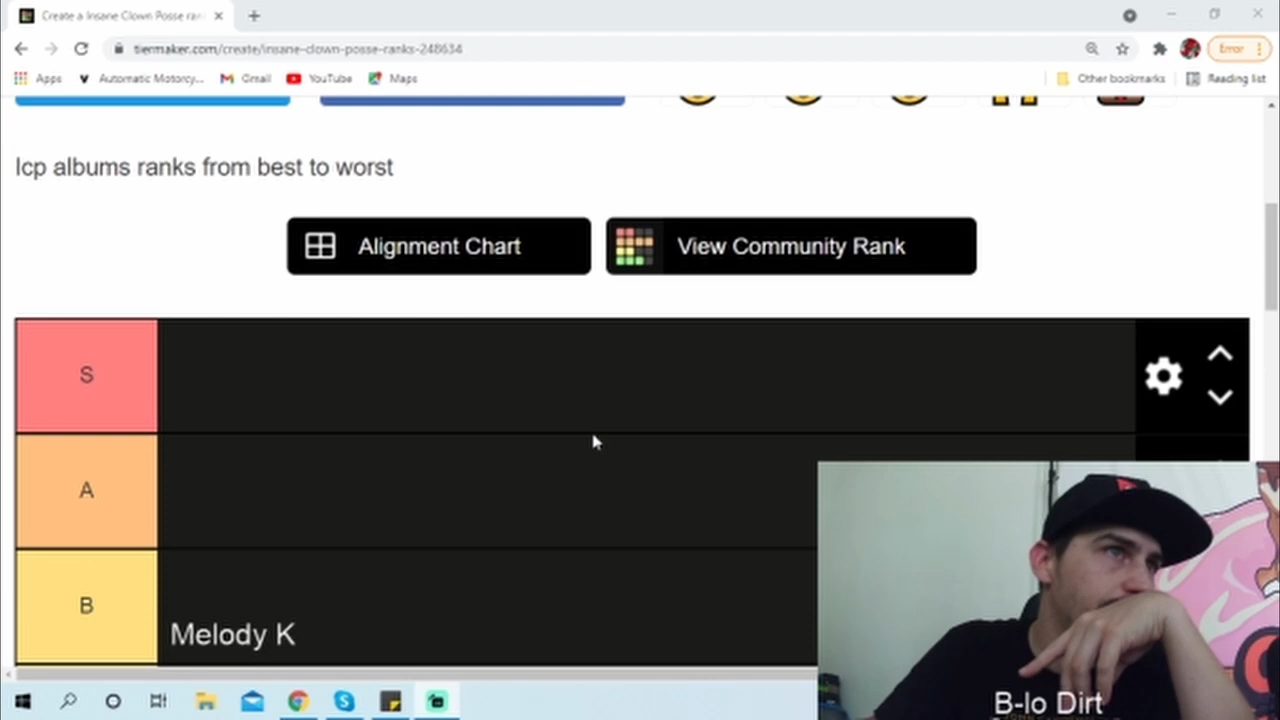 Create a Insane Clown Posse ran
tiermaker.com/create/insane-clown-posse-ranks-248634
Error
Apps
Automatic Motorcy...
Gmail
YouTube
Maps
Other bookmarks
Reading list
Icp albums ranks from best to worst
Alignment Chart
View Community Rank
S
A
B
Melody K
B-lo Dirt